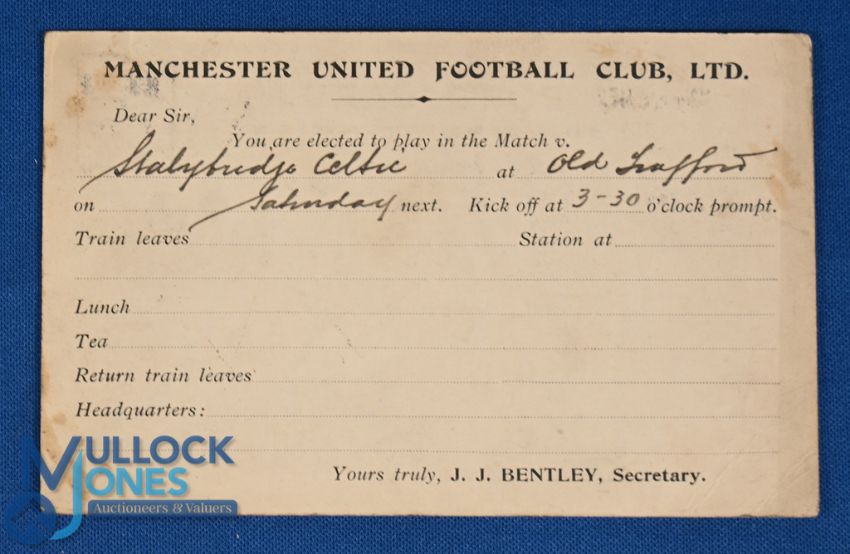 MANCHESTER UNITED FOOTBALL CLUB, LTD.
Dear Sir,
You are elected to play in the Match v.
Stalybridge Celtic at Old Trafford
on Saturday next. Kick off at 3-30 o'clock prompt.
Train leaves Station at
Lunch
Tea
Return train leaves
Headquarters:
Yours truly, J. J. BENTLEY, Secretary.
MULLOCK
JONES
Auctioneers & Valuers